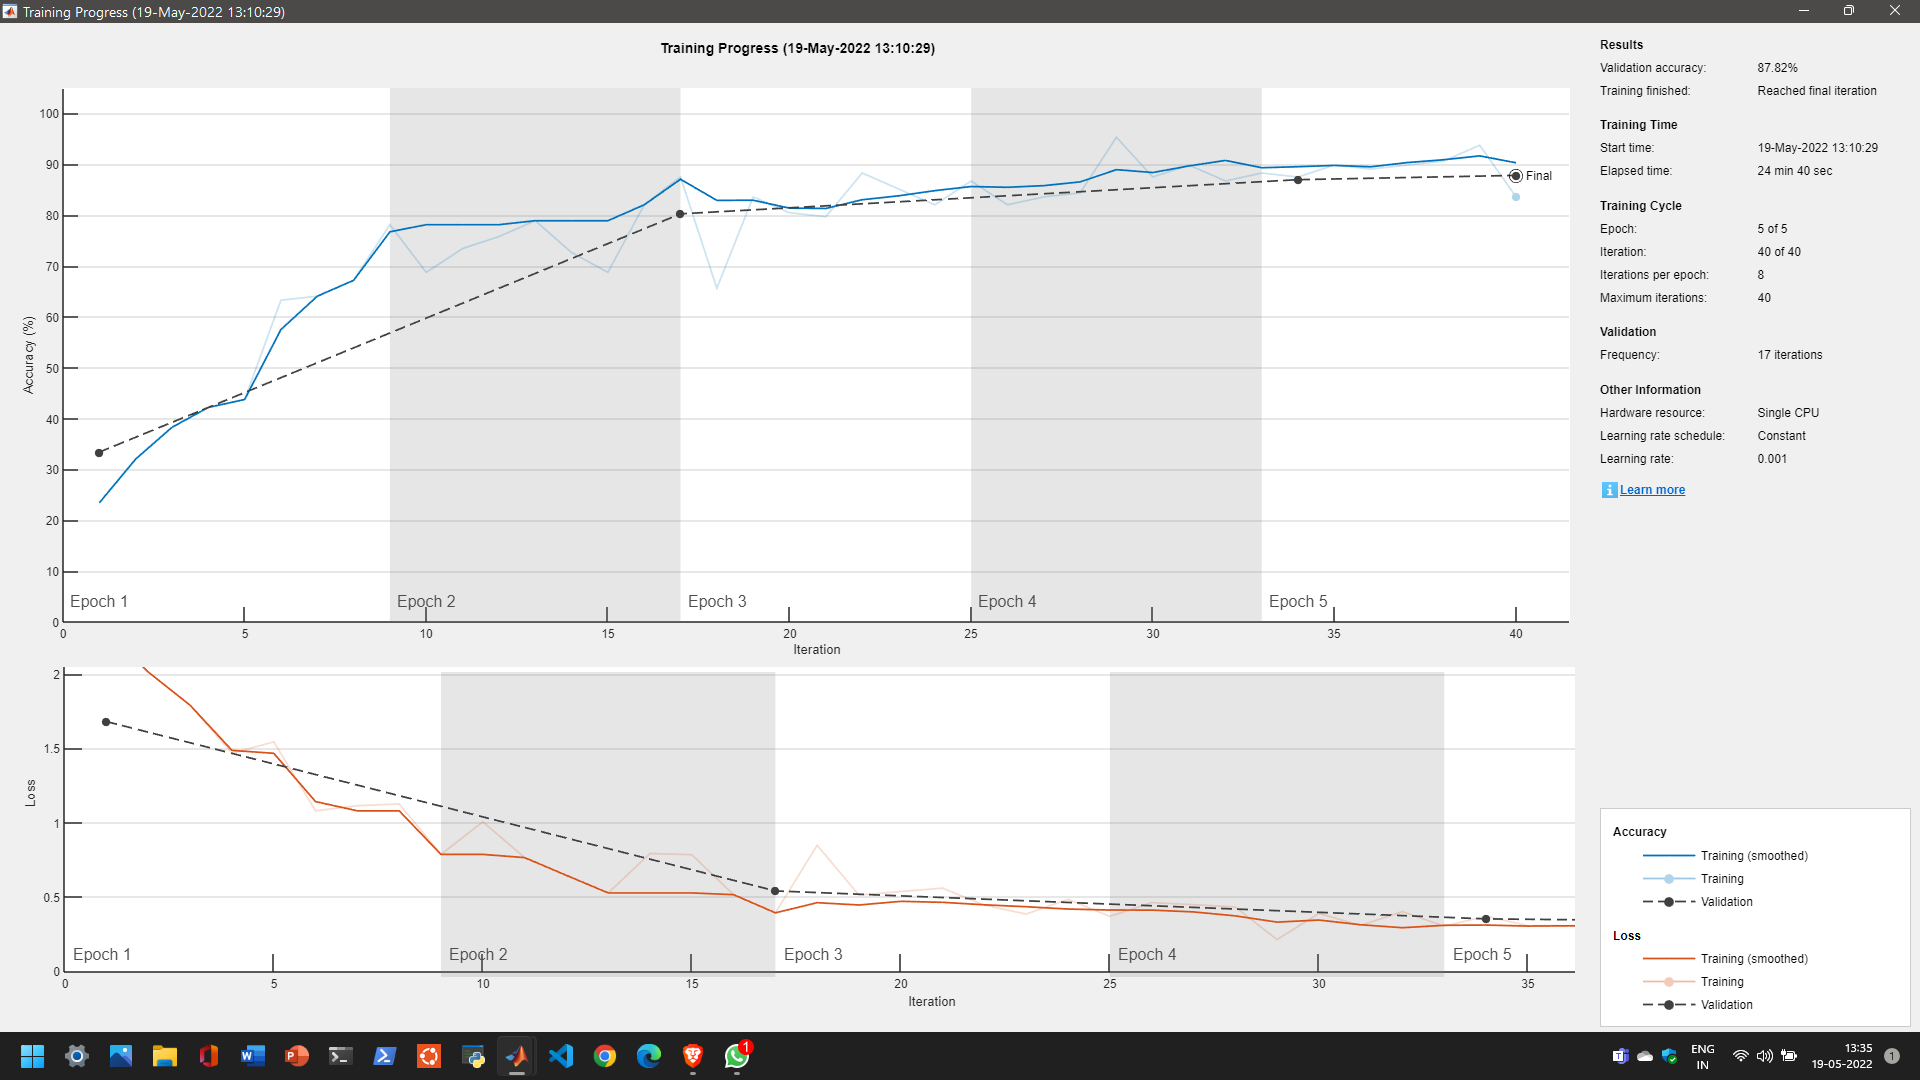 Training Progress (19-May-2022 13:10:29)
Training Progress (19-May-2022 13:10:29)
100
90
80
70
60
50
40
30
20
10
0
Accuracy (%)
Epoch 1
Epoch 2
Epoch 3
Epoch 4
Epoch 5
Final
0 5 10 15 20 25 30 35 40
Iteration
2
1.5
1
0.5
0
Loss
Epoch 1
Epoch 2
Epoch 3
Epoch 4
Epoch 5
0 5 10 15 20 25 30 35
Iteration
Results
Validation accuracy: 87.82%
Training finished: Reached final iteration
Training Time
Start time: 19-May-2022 13:10:29
Elapsed time: 24 min 40 sec
Training Cycle
Epoch: 5 of 5
Iteration: 40 of 40
Iterations per epoch: 8
Maximum iterations: 40
Validation
Frequency: 17 iterations
Other Information
Hardware resource: Single CPU
Learning rate schedule: Constant
Learning rate: 0.001
i Learn more
Accuracy
Training (smoothed)
Training
Validation
Loss
Training (smoothed)
Training
Validation
W
P
1
T
ENG
IN
13:35
19-05-2022
1